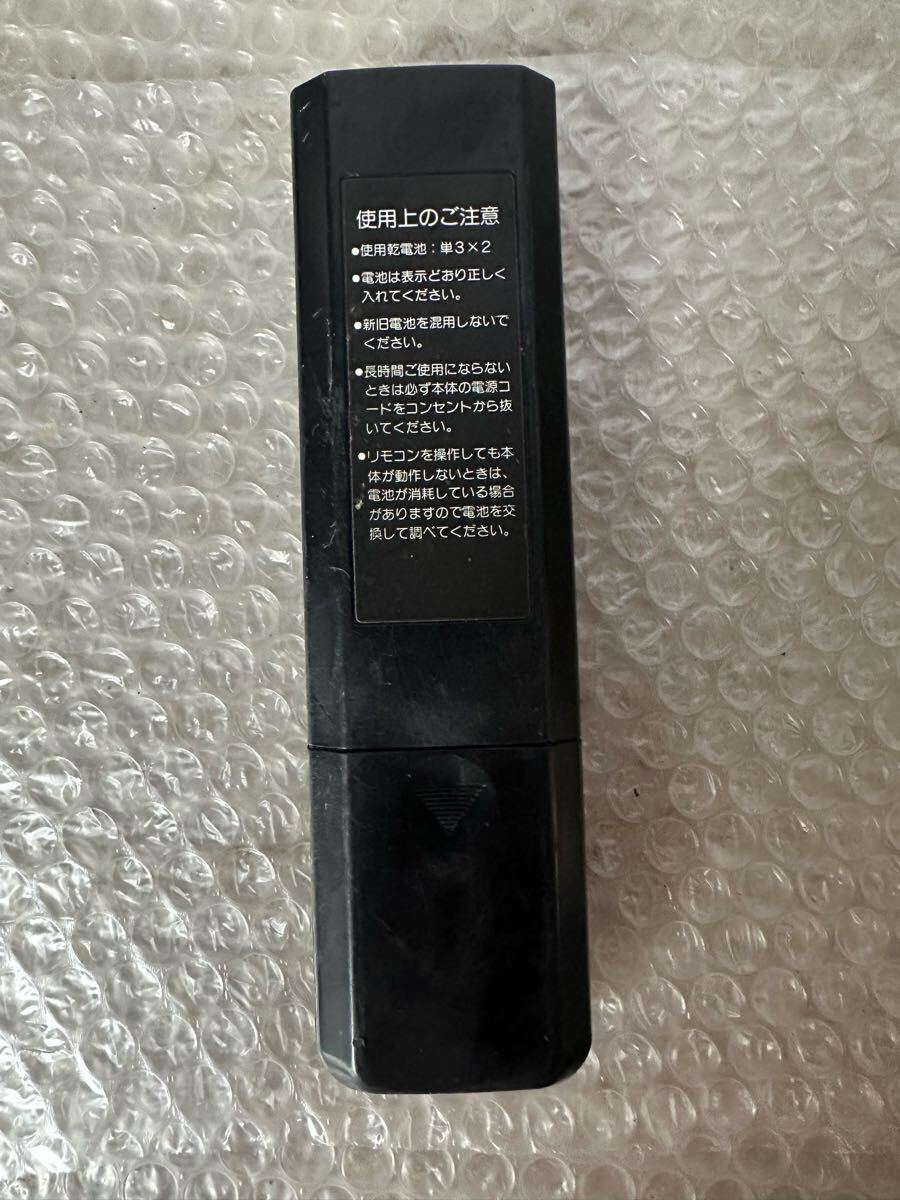 使用上のご注意
●使用乾電池：単3×2
●電池は表示どおり正しく
入れてください。
●新旧電池を混用しないで
ください。
●長時間ご使用にならない
ときは必ず本体の電源コ
ードをコンセントから抜
いてください。
●リモコンを操作しても本
体が動作しないときは、
電池が消耗している場合
がありますので電池を交
換して調べてください。